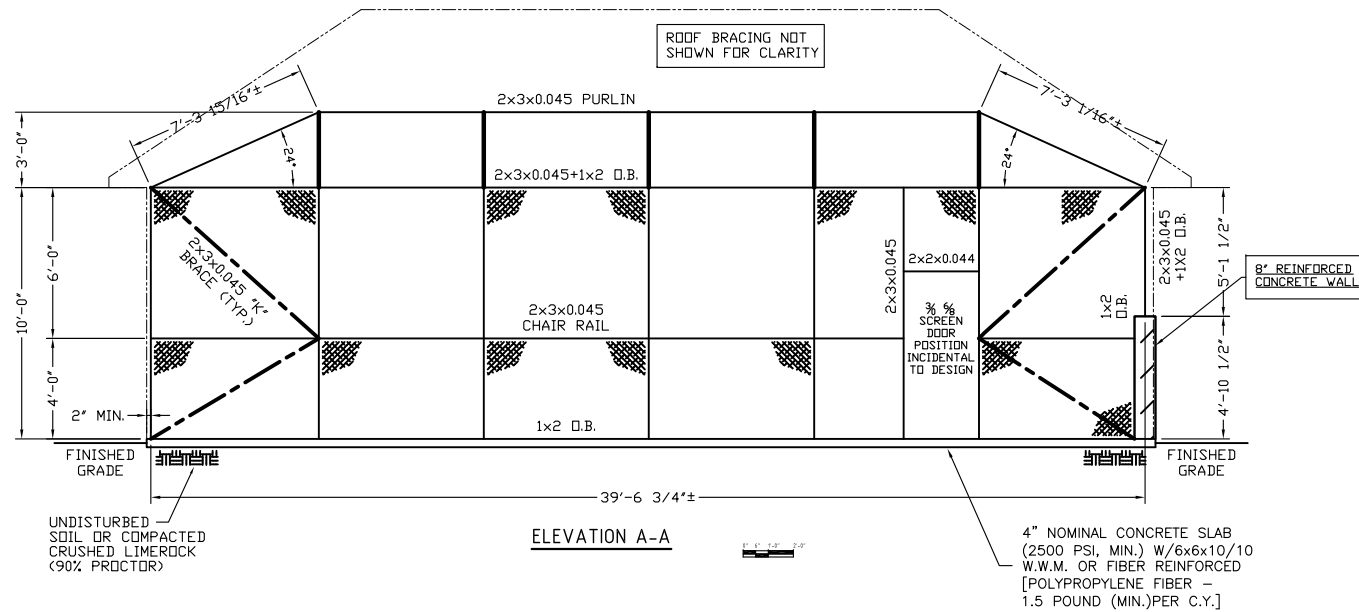 ROOF BRACING NOT
SHOWN FOR CLARITY
7'-3 15/16"±
7'-3 1/16"±
2x3x0.045 PURLIN
3'-0"
24°
24°
2x3x0.045+1x2 O.B.
10'-0"
6'-0"
4'-0"
2x3x0.045 "K"
BRACE (TYP.)
2x3x0.045
CHAIR RAIL
2x3x0.045
2x2x0.044
SCREEN
DOOR
POSITION
INCIDENTAL
TO DESIGN
1x2
O.B.
2x3x0.045
+1X2 O.B.
5'-1 1/2"
4'-10 1/2"
8" REINFORCED
CONCRETE WALL
2" MIN.
1x2 O.B.
FINISHED
GRADE
FINISHED
GRADE
39'-6 3/4"±
UNDISTURBED
SOIL OR COMPACTED
CRUSHED LIMEROCK
(90% PROCTOR)
ELEVATION A-A
4" NOMINAL CONCRETE SLAB
(2500 PSI, MIN.) W/6x6x10/10
W.W.M. OR FIBER REINFORCED
[POLYPROPYLENE FIBER –
1.5 POUND (MIN.)PER C.Y.]